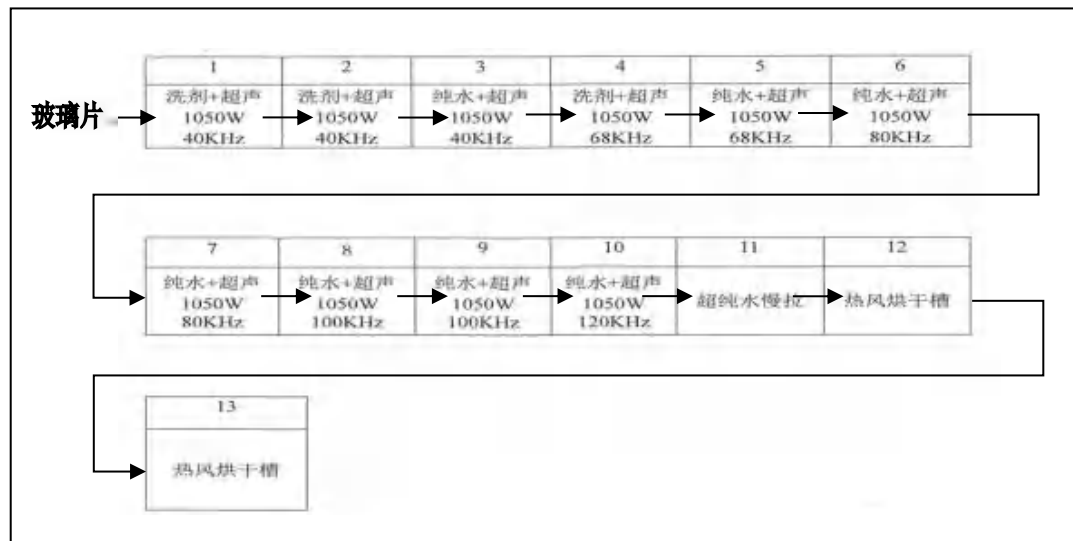 玻璃片
1 2 3 4 5 6
洗剂+超声 洗剂+超声 纯水+超声 洗剂+超声 纯水+超声 纯水+超声
1050W 1050W 1050W 1050W 1050W 1050W
40KHz 40KHz 40KHz 68KHz 68KHz 80KHz
7 8 9 10 11 12
纯水+超声 纯水+超声 纯水+超声 纯水+超声 超纯水慢拉 热风烘干槽
1050W 1050W 1050W 1050W
80KHz 100KHz 100KHz 120KHz
13
热风烘干槽